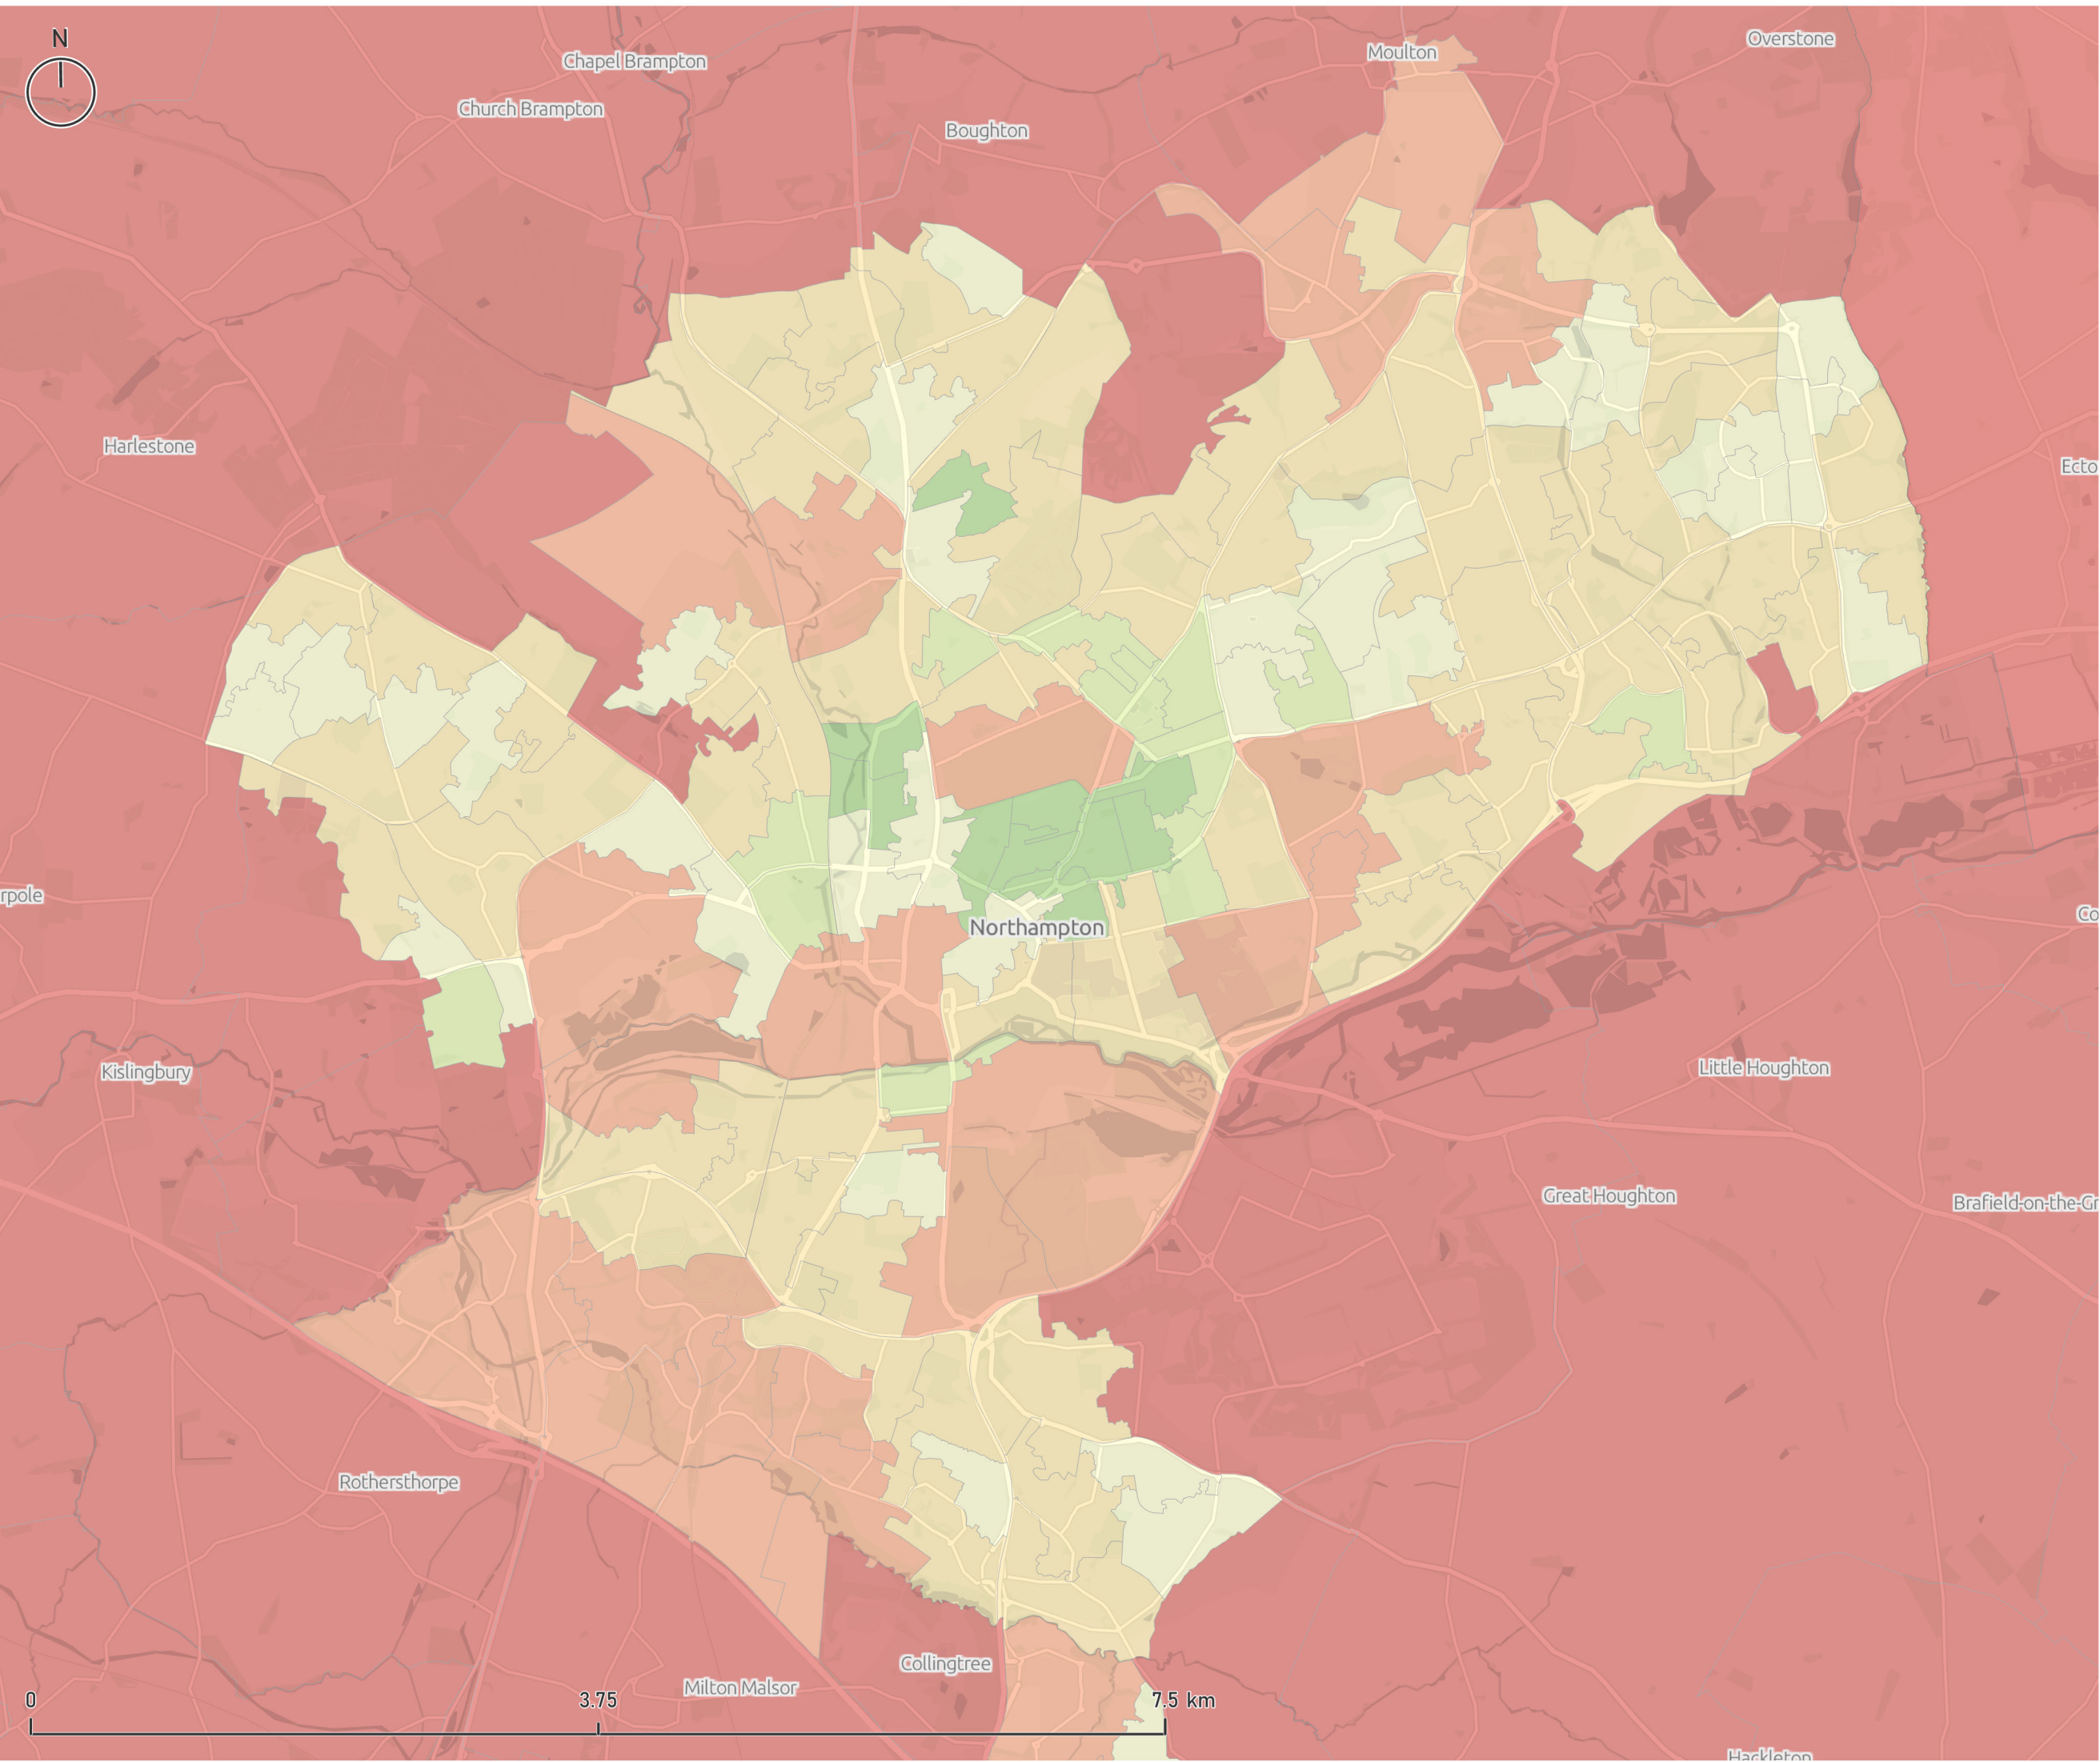 N
Chapel Brampton
Moulton
Overstone
Church Brampton
Boughton
Harlestone
Ecto
rpole
Northampton
Co
Kislingbury
Little Houghton
Great Houghton
Brafield-on-the-Gr
Rothersthorpe
Collingtree
Milton Malsor
0
3.75
7.5 km
Hackleton